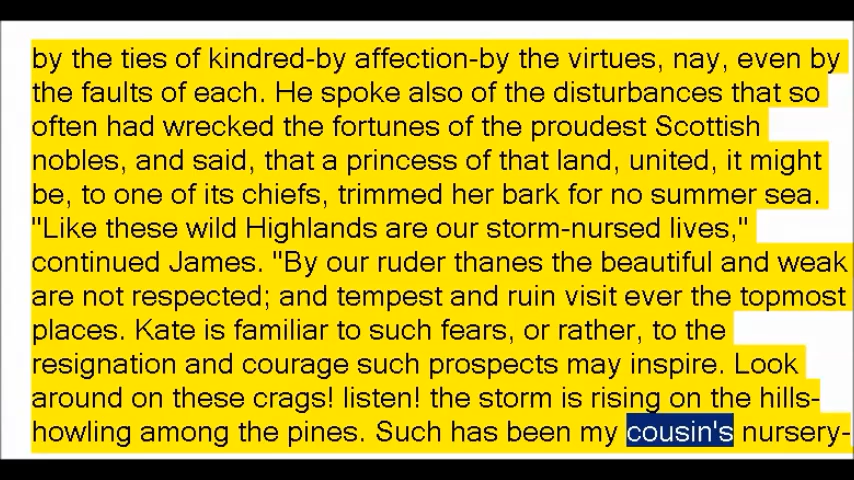 by the ties of kindred-by affection-by the virtues, nay, even by
the faults of each. He spoke also of the disturbances that so
often had wrecked the fortunes of the proudest Scottish
nobles, and said, that a princess of that land, united, it might
be, to one of its chiefs, trimmed her bark for no summer sea.
"Like these wild Highlands are our storm-nursed lives,"
continued James. "By our ruder thanes the beautiful and weak
are not respected; and tempest and ruin visit ever the topmost
places. Kate is familiar to such fears, or rather, to the
resignation and courage such prospects may inspire. Look
around on these crags! listen! the storm is rising on the hills-
howling among the pines. Such has been my cousin's nursery-